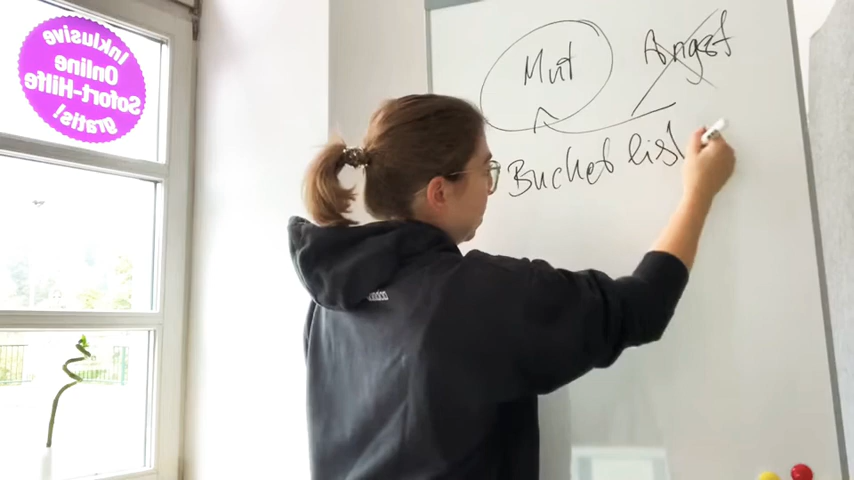 Inklusive
Online
Sofort-Hilfe
gratis!
Mut
Angst
Bucket list